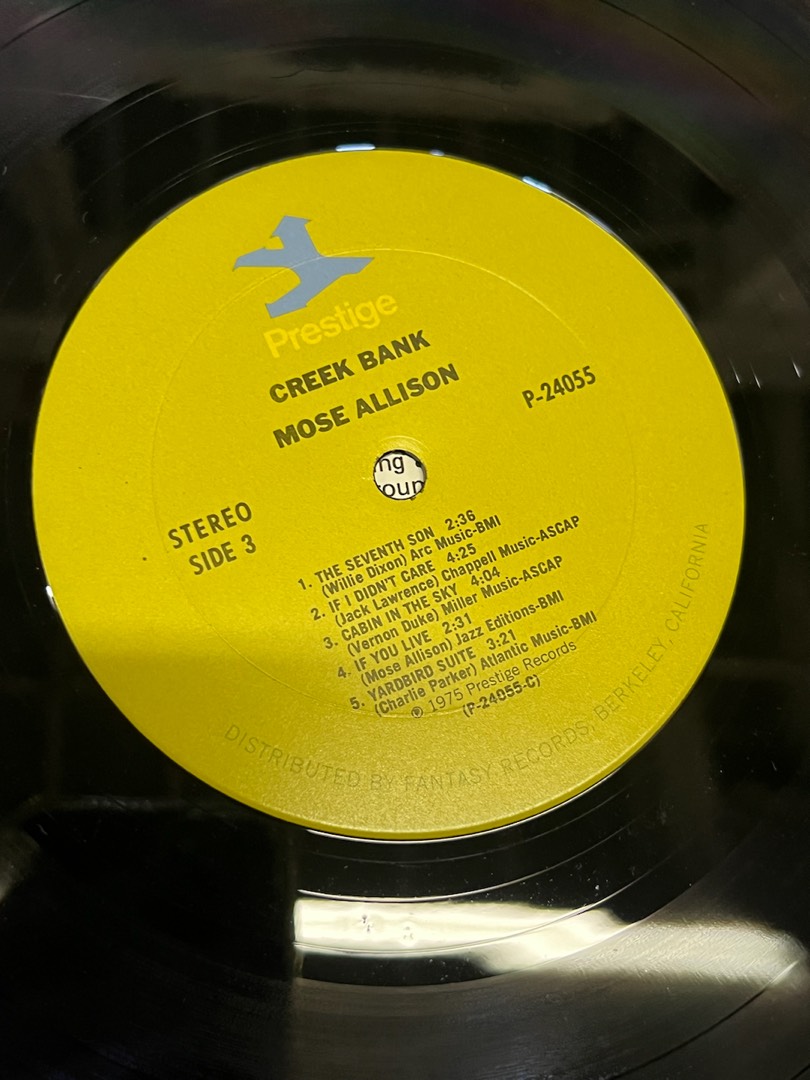 Prestige
CREEK BANK
MOSE ALLISON
P-24055
ng
oun
STEREO
SIDE 3
1. THE SEVENTH SON 2:36
(Willie Dixon) Arc Music-BMI
2. IF I DIDN'T CARE 4:25
(Jack Lawrence) Chappell Music-ASCAP
3. CABIN IN THE SKY 4:04
(Vernon Duke) Miller Music-ASCAP
4. IF YOU LIVE 2:31
(Mose Allison) Jazz Editions-BMI
5. YARDBIRD SUITE 3:21
(Charlie Parker) Atlantic Music-BMI
℗ 1975 Prestige Records
(P-24055-C)
DISTRIBUTED BY FANTASY RECORDS, BERKELEY, CALIFORNIA